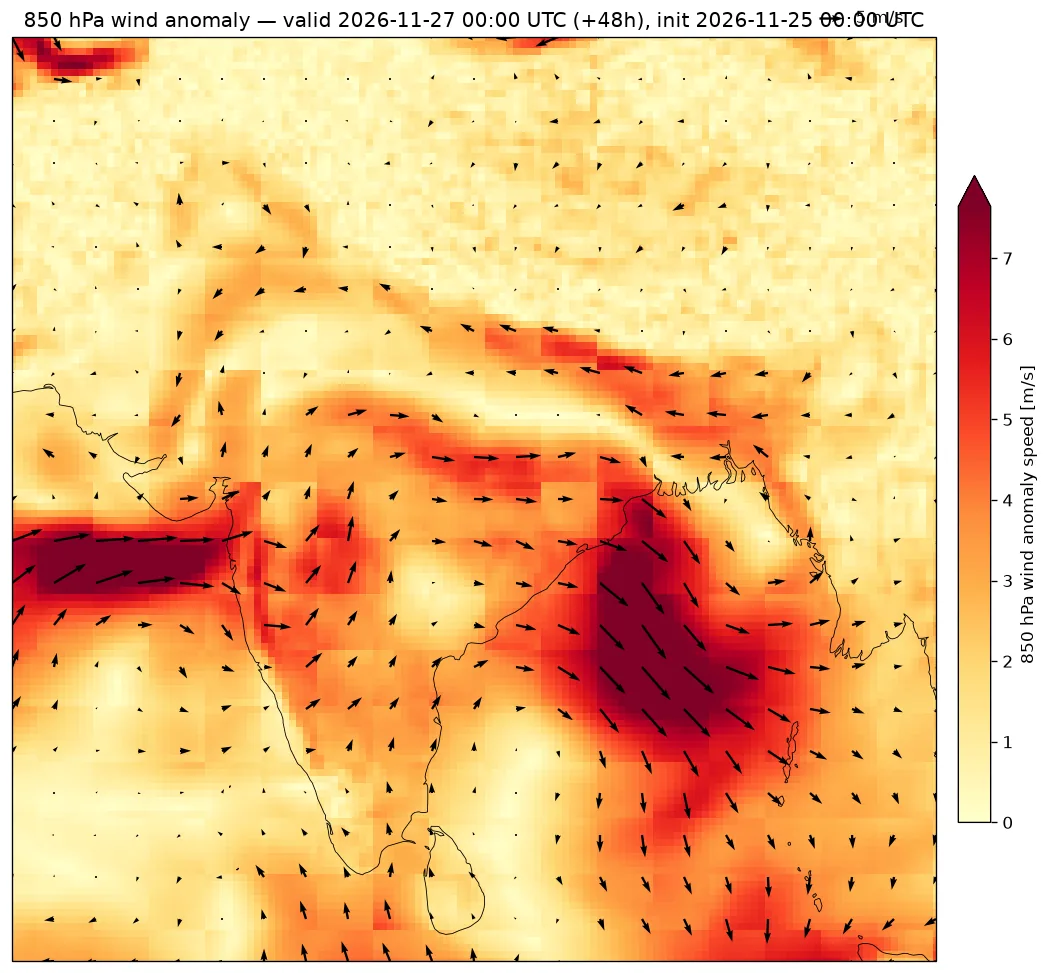 850 hPa wind anomaly — valid 2026-11-27 00:00 UTC (+48h), init 2026-11-25 00:00 UTC
5 m/s
7
6
5
4
3
2
1
0
850 hPa wind anomaly speed [m/s]